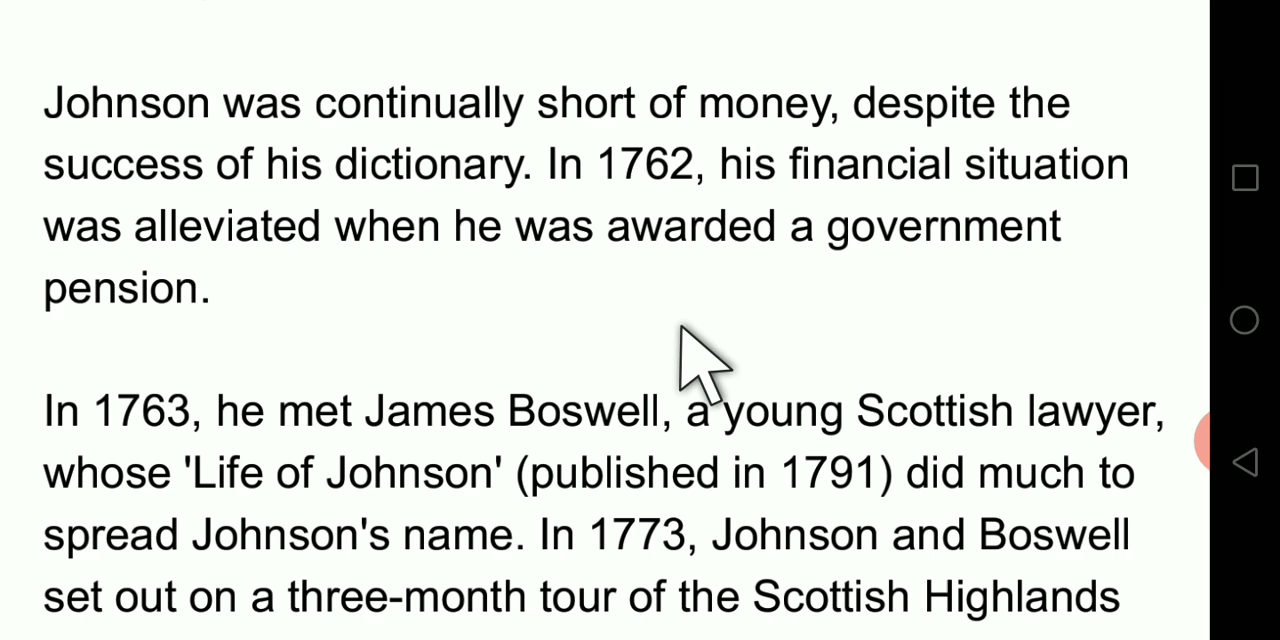 Johnson was continually short of money, despite the
success of his dictionary. In 1762, his financial situation
was alleviated when he was awarded a government
pension.
In 1763, he met James Boswell, a young Scottish lawyer,
whose 'Life of Johnson' (published in 1791) did much to
spread Johnson's name. In 1773, Johnson and Boswell
set out on a three-month tour of the Scottish Highlands